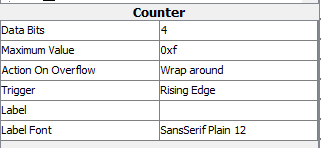 Counter
Data Bits 4
Maximum Value 0xf
Action On Overflow Wrap around
Trigger Rising Edge
Label
Label Font SansSerif Plain 12